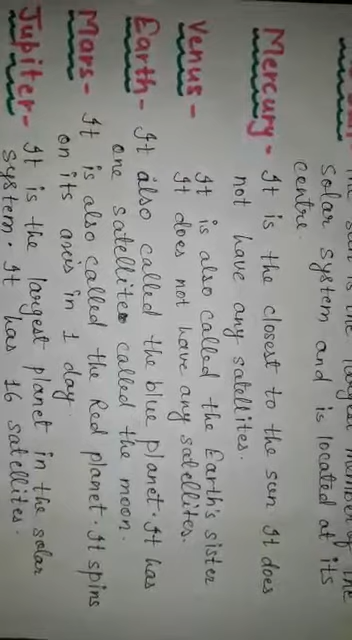 sun is the largest member of the
solar system and is located at its
centre.
Mercury - It is the closest to the sun It does
not have any satellites.
Venus -
It is also called the Earth's sister
It does not have any satellites.
Earth - It also called the blue planet. It has
one satellite called the moon.
Mars - It is also called the Red planet. It spins
on its axis in 1 day.
Jupiter - It is the largest planet in the solar
system. It has 16 satellites.